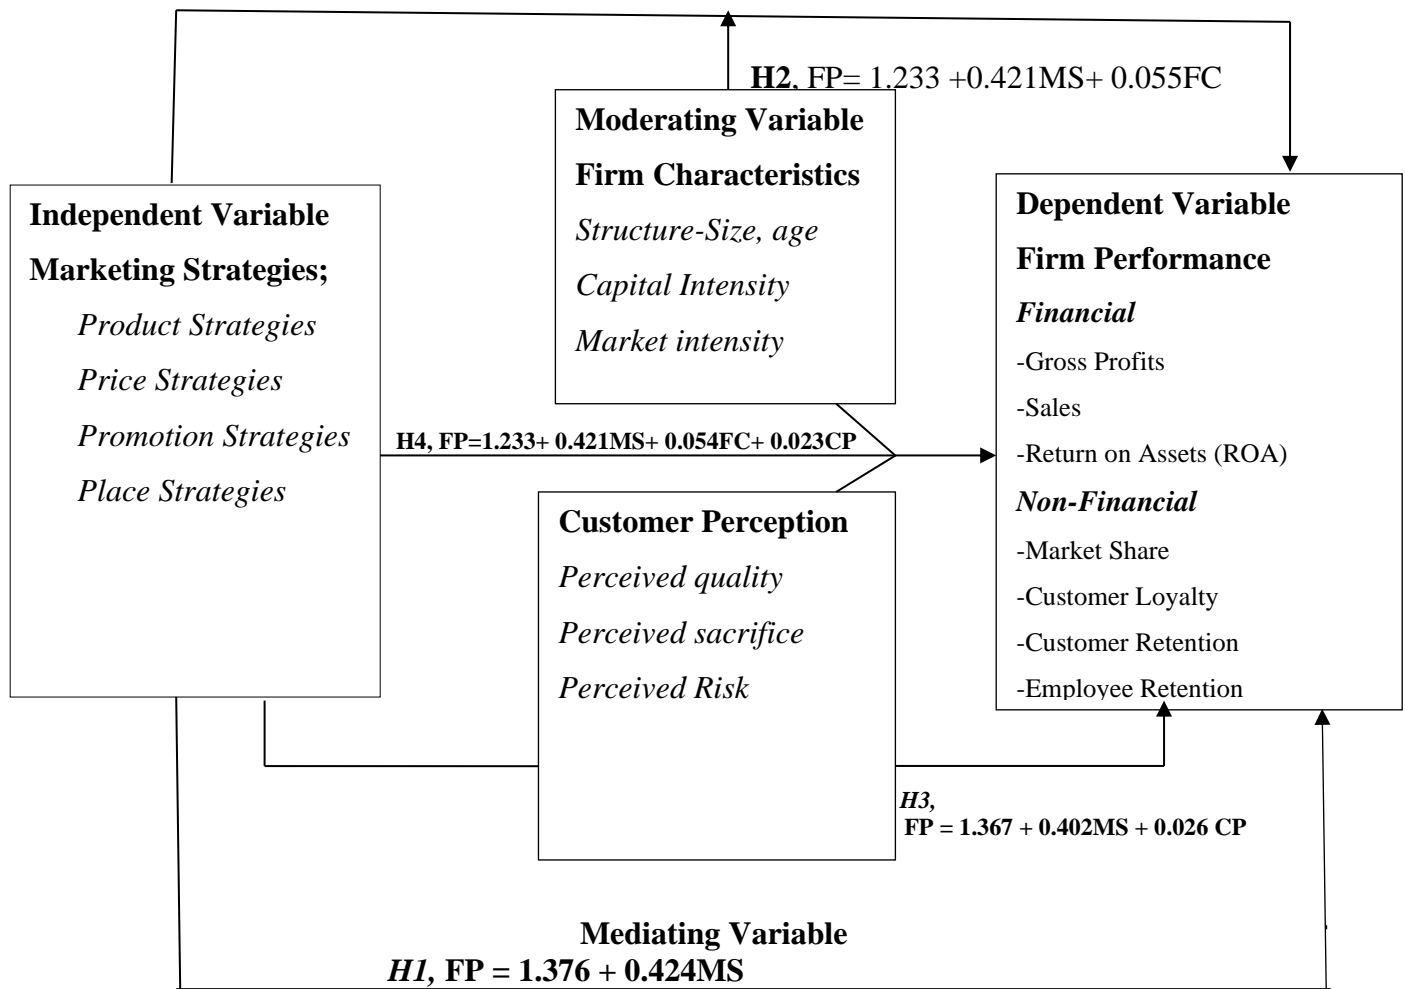 H2, FP= 1.233 +0.421MS+ 0.055FC
Moderating Variable
Firm Characteristics
Structure-Size, age
Capital Intensity
Market intensity
Independent Variable
Marketing Strategies;
Product Strategies
Price Strategies
Promotion Strategies
Place Strategies
Dependent Variable
Firm Performance
Financial
-Gross Profits
-Sales
-Return on Assets (ROA)
Non-Financial
-Market Share
-Customer Loyalty
-Customer Retention
-Employee Retention
H4, FP=1.233+ 0.421MS+ 0.054FC+ 0.023CP
Customer Perception
Perceived quality
Perceived sacrifice
Perceived Risk
H3,
FP = 1.367 + 0.402MS + 0.026 CP
Mediating Variable
H1, FP = 1.376 + 0.424MS